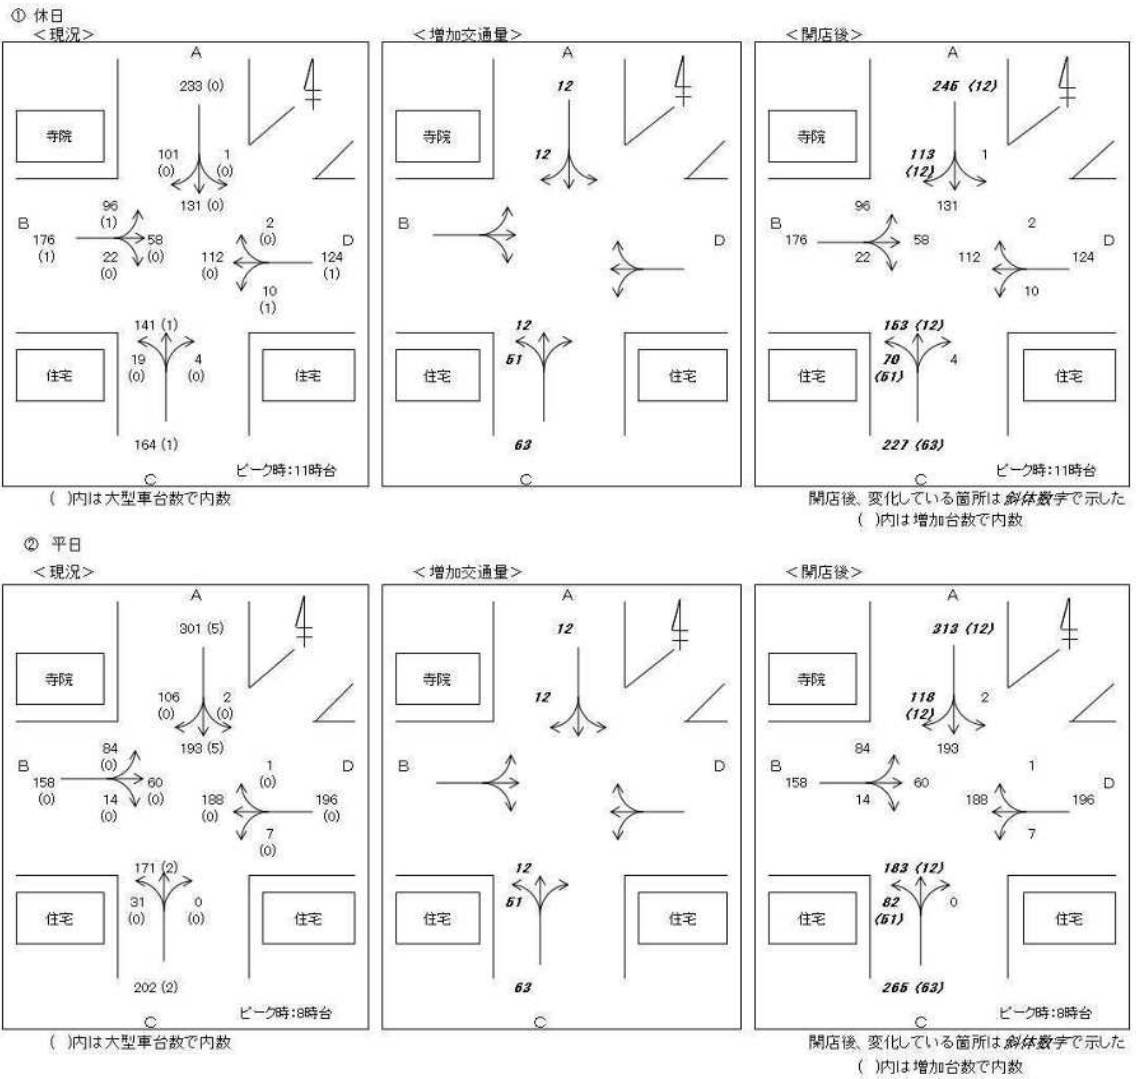 ① 休日
＜現況＞
＜増加交通量＞
＜開店後＞
A
233 (0)
寺院
101
(0)
1
(0)
131 (0)
B
96
(1)
176
(1)
58
(0)
22
(0)
2
(0)
D
112
(0)
124
(1)
10
(1)
141 (1)
19
(0)
4
(0)
住宅
住宅
164 (1)
C
ピーク時:11時台
( )内は大型車台数で内数
A
12
寺院
12
B
D
12
51
住宅
住宅
63
C
A
245 (12)
寺院
113
(12)
1
131
B
96
176
58
22
2
D
112
124
10
153 (12)
70
(51)
4
住宅
住宅
227 (63)
C
ピーク時:11時台
開店後、変化している箇所は斜体数字で示した
( )内は増加台数で内数
② 平日
＜現況＞
＜増加交通量＞
＜開店後＞
A
301 (5)
寺院
106
(0)
2
(0)
193 (5)
B
84
(0)
158
(0)
60
(0)
14
(0)
1
(0)
D
188
(0)
196
(0)
7
(0)
171 (2)
31
(0)
0
(0)
住宅
住宅
202 (2)
C
ピーク時:8時台
( )内は大型車台数で内数
A
12
寺院
12
B
D
12
51
住宅
住宅
63
C
A
313 (12)
寺院
118
(12)
2
193
B
84
158
60
14
1
D
188
196
7
183 (12)
82
(51)
0
住宅
住宅
265 (63)
C
ピーク時:8時台
開店後、変化している箇所は斜体数字で示した
( )内は増加台数で内数